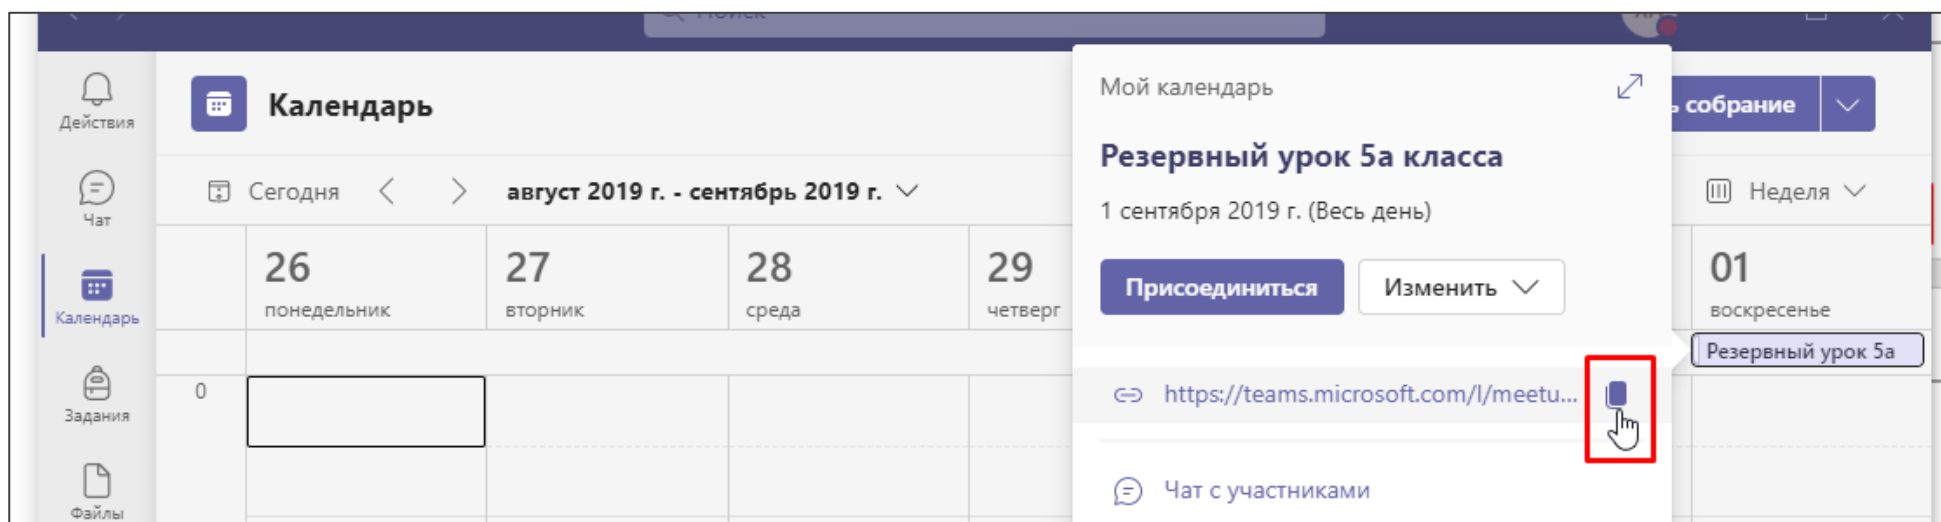 Поиск
Действия
Чат
Календарь
Задания
Файлы
Календарь
Сегодня
август 2019 г. - сентябрь 2019 г.
26
понедельник
27
вторник
28
среда
29
четверг
0
Мой календарь
Резервный урок 5а класса
1 сентября 2019 г. (Весь день)
Присоединиться
Изменить
https://teams.microsoft.com/l/meetu...
Чат с участниками
собрание
Неделя
01
воскресенье
Резервный урок 5а